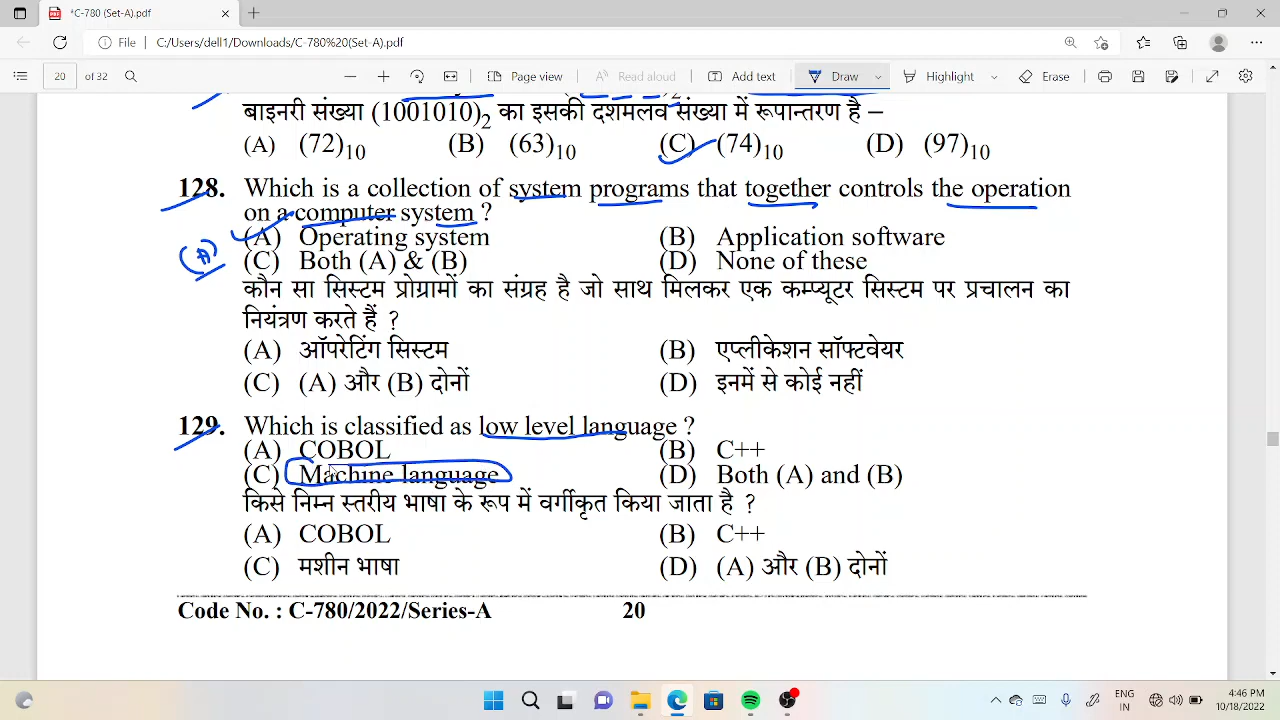 *C-780 (Set-A).pdf
File C:/Users/dell1/Downloads/C-780%20(Set-A).pdf
20 of 32 Page view Read aloud Add text Draw Highlight Erase
बाइनरी संख्या (1001010)2 का इसकी दशमलव संख्या में रूपान्तरण है –
(A) (72)10 (B) (63)10 (C) (74)10 (D) (97)10
128. Which is a collection of system programs that together controls the operation
on a computer system ?
(A) Operating system (B) Application software
(A)
(C) Both (A) & (B) (D) None of these
कौन सा सिस्टम प्रोग्रामों का संग्रह है जो साथ मिलकर एक कम्प्यूटर सिस्टम पर प्रचालन का
नियंत्रण करते हैं ?
(A) ऑपरेटिंग सिस्टम (B) एप्लीकेशन सॉफ्टवेयर
(C) (A) और (B) दोनों (D) इनमें से कोई नहीं
129. Which is classified as low level language ?
(A) COBOL (B) C++
(C) Machine language (D) Both (A) and (B)
किसे निम्न स्तरीय भाषा के रूप में वर्गीकृत किया जाता है ?
(A) COBOL (B) C++
(C) मशीन भाषा (D) (A) और (B) दोनों
Code No. : C-780/2022/Series-A 20
ENG 4:46 PM
IN 10/18/2022